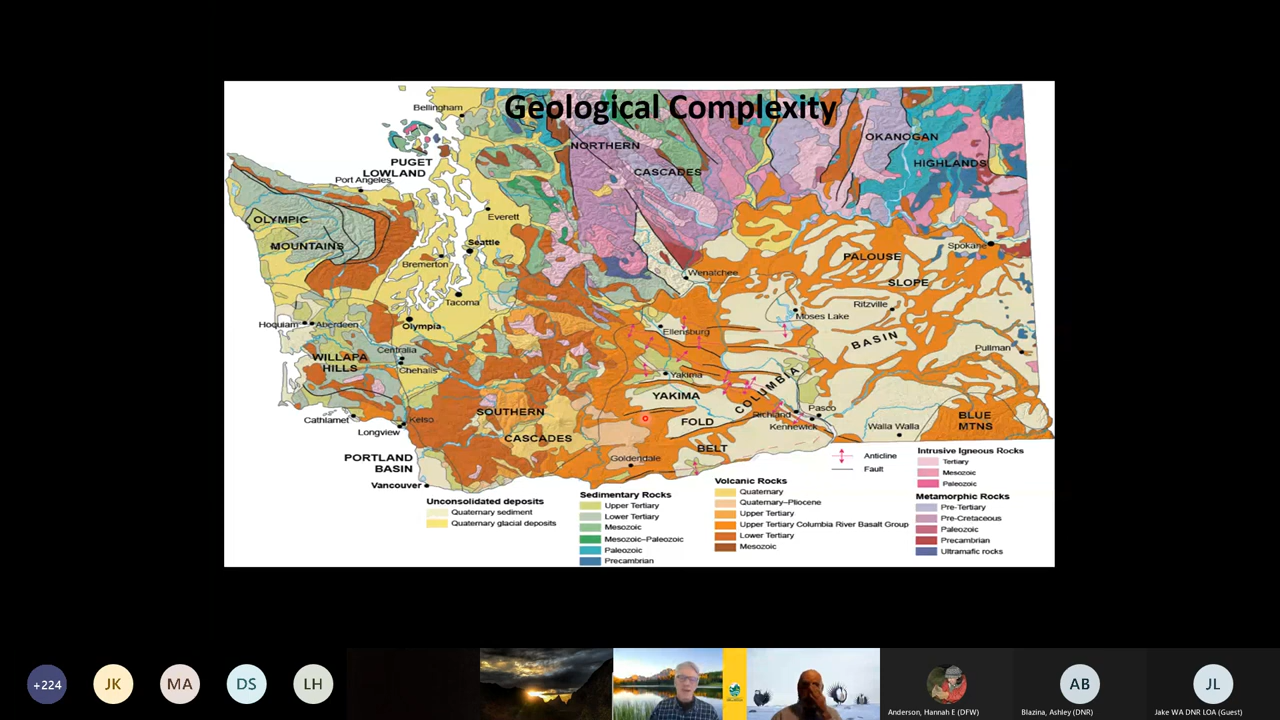 Geological Complexity
Bellingham
NORTHERN
OKANOGAN
PUGET
LOWLAND
CASCADES
HIGHLANDS
Port Angeles
OLYMPIC
MOUNTAINS
Everett
Seattle
Spokane
Bremerton
PALOUSE
Wenatchee
SLOPE
Tacoma
Ritzville
Moses Lake
Hoquiam
Aberdeen
Olympia
Ellensburg
BASIN
Pullman
Centralia
WILLAPA
HILLS
Chehalis
Yakima
COLUMBIA
YAKIMA
SOUTHERN
Richland
Pasco
Cathlamet
Kelso
FOLD
Kennewick
BLUE
MTNS
Longview
Walla Walla
CASCADES
BELT
PORTLAND
BASIN
Goldendale
Vancouver
Anticline
Fault
Unconsolidated deposits
Quaternary sediment
Quaternary glacial deposits
Sedimentary Rocks
Upper Tertiary
Lower Tertiary
Mesozoic
Mesozoic–Paleozoic
Paleozoic
Precambrian
Volcanic Rocks
Quaternary
Quaternary–Pliocene
Upper Tertiary
Upper Tertiary Columbia River Basalt Group
Lower Tertiary
Mesozoic
Intrusive Igneous Rocks
Tertiary
Mesozoic
Paleozoic
Metamorphic Rocks
Pre-Tertiary
Pre-Cretaceous
Paleozoic
Precambrian
Ultramafic rocks
+224
JK
MA
DS
LH
AB
JL
Anderson, Hannah E (DFW)
Blazina, Ashley (DNR)
Jake WA DNR LOA (Guest)